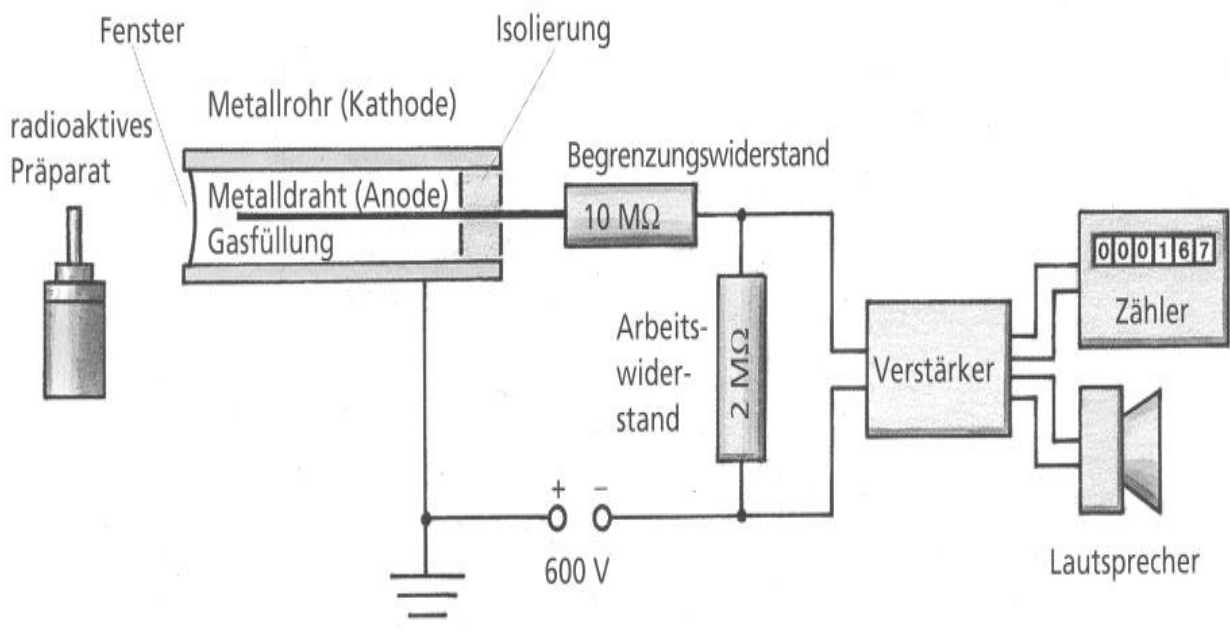 Fenster
Isolierung
Metallrohr (Kathode)
radioaktives
Präparat
Begrenzungswiderstand
Metalldraht (Anode)
Gasfüllung
10 MΩ
000167
Zähler
Arbeits-
wider-
stand
2 MΩ
Verstärker
+ −
600 V
Lautsprecher